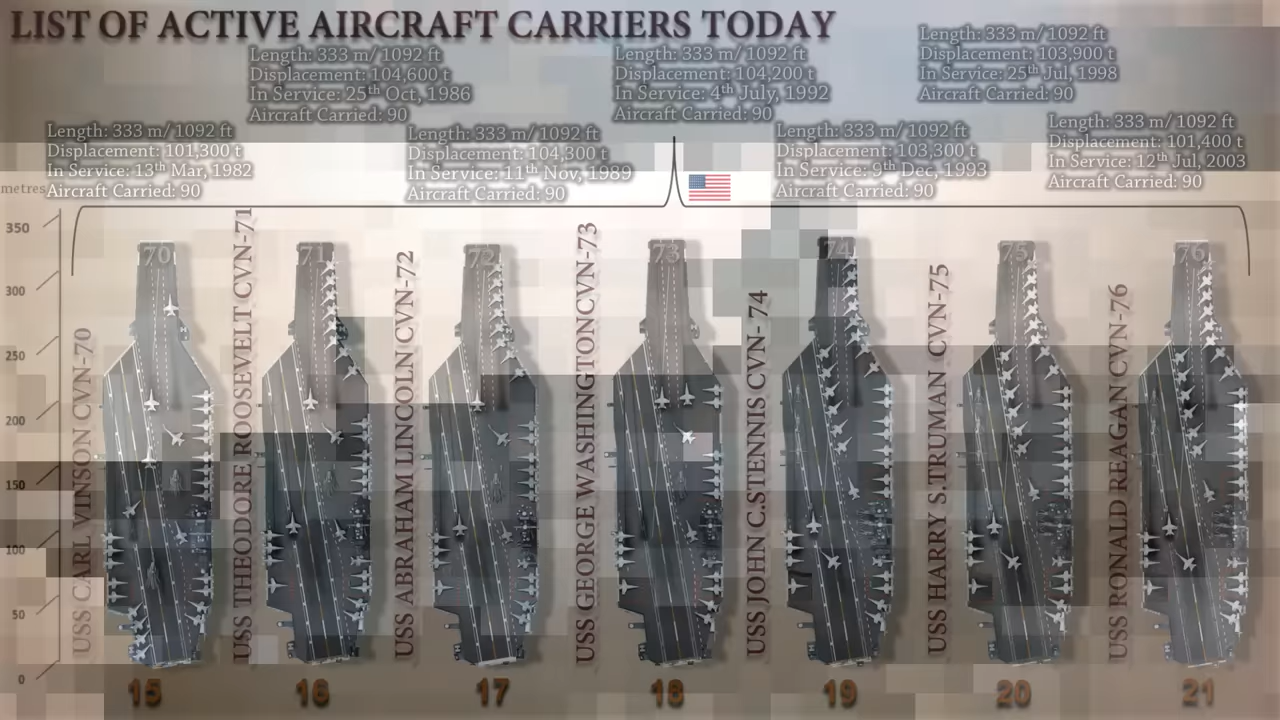 LIST OF ACTIVE AIRCRAFT CARRIERS TODAY
Length: 333 m/ 1092 ft
Displacement: 101,300 t
In Service: 13th Mar, 1982
Aircraft Carried: 90
Length: 333 m/ 1092 ft
Displacement: 104,600 t
In Service: 25th Oct, 1986
Aircraft Carried: 90
Length: 333 m/ 1092 ft
Displacement: 104,300 t
In Service: 11th Nov, 1989
Aircraft Carried: 90
Length: 333 m/ 1092 ft
Displacement: 104,200 t
In Service: 4th July, 1992
Aircraft Carried: 90
Length: 333 m/ 1092 ft
Displacement: 103,300 t
In Service: 9th Dec, 1993
Aircraft Carried: 90
Length: 333 m/ 1092 ft
Displacement: 103,900 t
In Service: 25th Jul, 1998
Aircraft Carried: 90
Length: 333 m/ 1092 ft
Displacement: 101,400 t
In Service: 12th Jul, 2003
Aircraft Carried: 90
metres
350
300
250
200
150
100
50
0
USS CARL VINSON CVN-70
70
USS THEODORE ROOSEVELT CVN-71
71
USS ABRAHAM LINCOLN CVN-72
72
USS GEORGE WASHINGTONCVN-73
73
USS JOHN C.STENNIS CVN- 74
74
USS HARRY S.TRUMAN CVN-75
75
USS RONALD REAGAN CVN-76
76
15
16
17
18
19
20
21